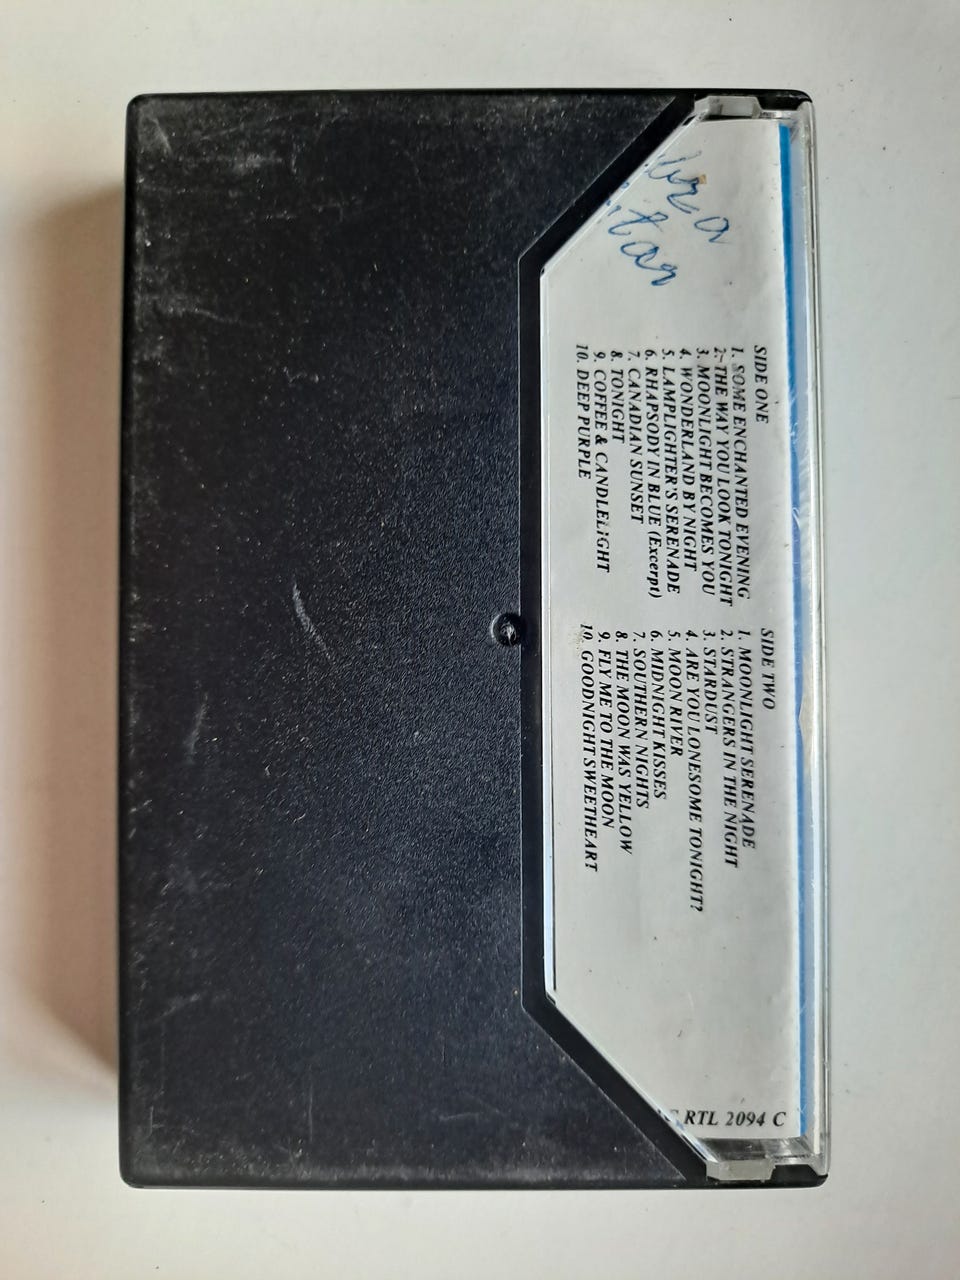 SIDE ONE
1. SOME ENCHANTED EVENING
2. THE WAY YOU LOOK TONIGHT
3. MOONLIGHT BECOMES YOU
4. WONDERLAND BY NIGHT
5. LAMPLIGHTER'S SERENADE
6. RHAPSODY IN BLUE (Excerpt)
7. CANADIAN SUNSET
8. TONIGHT
9. COFFEE & CANDLELIGHT
10. DEEP PURPLE
SIDE TWO
1. MOONLIGHT SERENADE
2. STRANGERS IN THE NIGHT
3. STARDUST
4. ARE YOU LONESOME TONIGHT?
5. MOON RIVER
6. MIDNIGHT KISSES
7. SOUTHERN NIGHTS
8. THE MOON WAS YELLOW
9. FLY ME TO THE MOON
10. GOODNIGHT SWEETHEART
RTL 2094 C